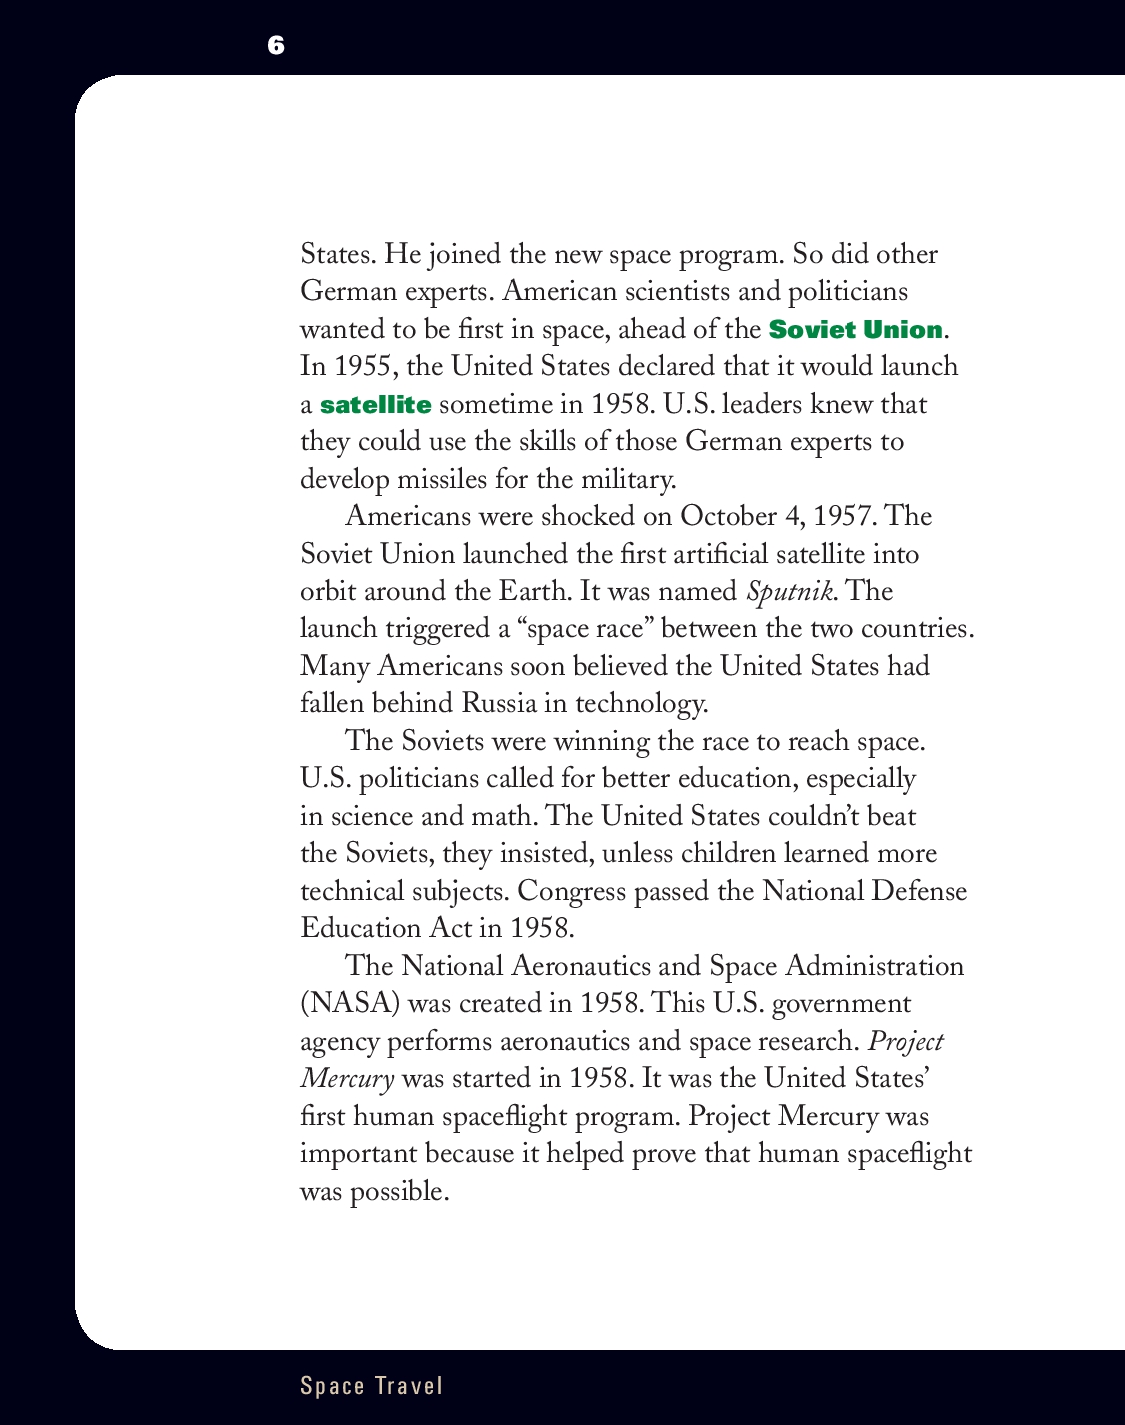 6
States. He joined the new space program. So did other
German experts. American scientists and politicians
wanted to be first in space, ahead of the Soviet Union.
In 1955, the United States declared that it would launch
a satellite sometime in 1958. U.S. leaders knew that
they could use the skills of those German experts to
develop missiles for the military.
Americans were shocked on October 4, 1957. The
Soviet Union launched the first artificial satellite into
orbit around the Earth. It was named Sputnik. The
launch triggered a “space race” between the two countries.
Many Americans soon believed the United States had
fallen behind Russia in technology.
The Soviets were winning the race to reach space.
U.S. politicians called for better education, especially
in science and math. The United States couldn’t beat
the Soviets, they insisted, unless children learned more
technical subjects. Congress passed the National Defense
Education Act in 1958.
The National Aeronautics and Space Administration
(NASA) was created in 1958. This U.S. government
agency performs aeronautics and space research. Project
Mercury was started in 1958. It was the United States’
first human spaceflight program. Project Mercury was
important because it helped prove that human spaceflight
was possible.
Space Travel